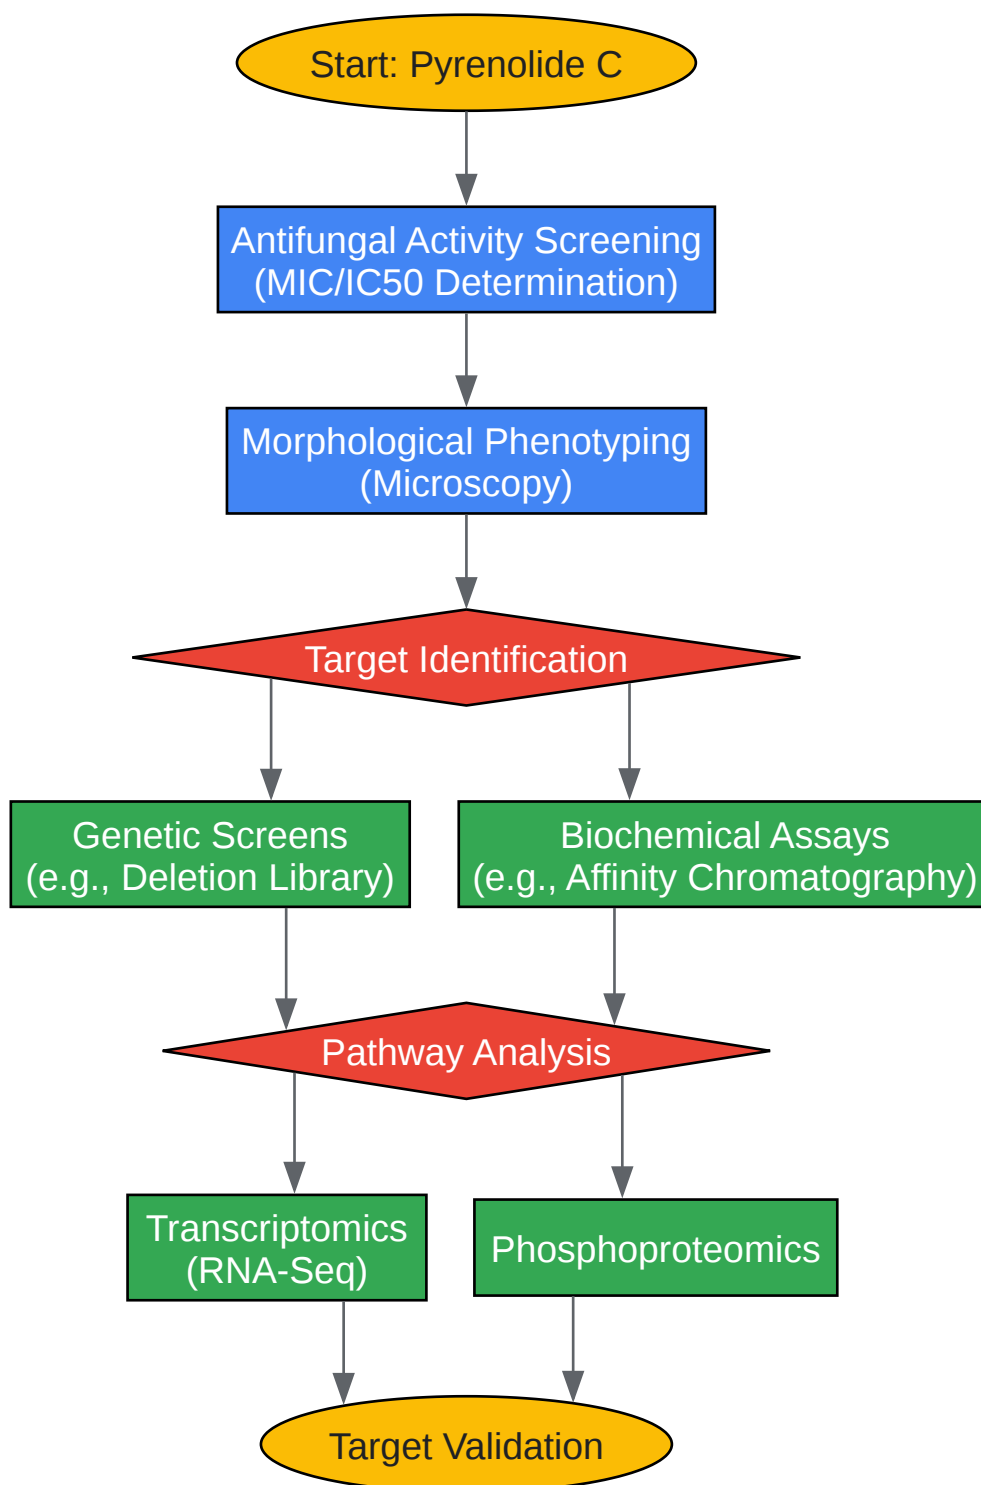 Start: Pyrenolide C
Antifungal Activity Screening
(MIC/IC50 Determination)
Morphological Phenotyping
(Microscopy)
Target Identification
Genetic Screens
(e.g., Deletion Library)
Biochemical Assays
(e.g., Affinity Chromatography)
Pathway Analysis
Transcriptomics
(RNA-Seq)
Phosphoproteomics
Target Validation